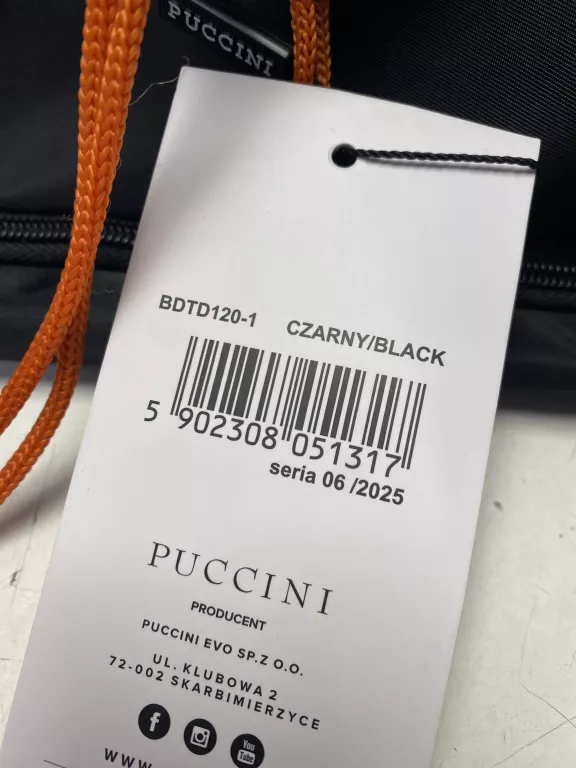 PUCCINI
BDTD120-1 CZARNY/BLACK
5 902308 051317
seria 06 /2025
PUCCINI
PRODUCENT
PUCCINI EVO SP.Z O.O.
UL. KLUBOWA 2
72-002 SKARBIMIERZYCE
f You Tube
WWW.